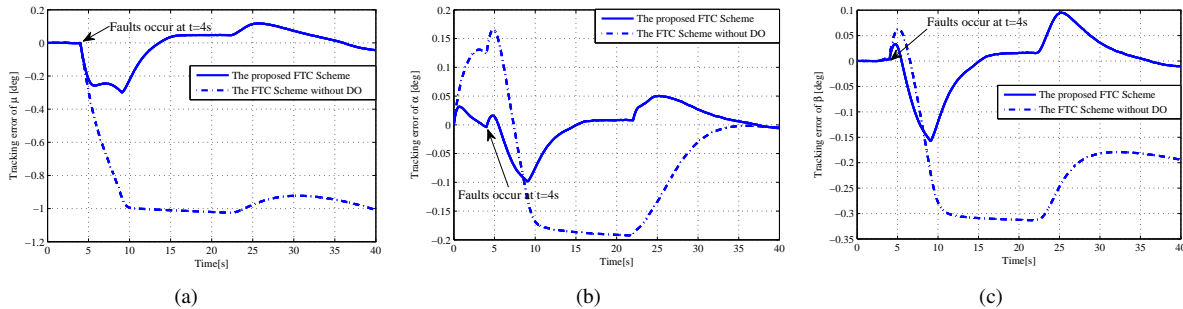 Faults occur at t=4s
The proposed FTC Scheme
The FTC Scheme without DO
Tracking error of μ [deg]
0.2
0
−0.2
−0.4
−0.6
−0.8
−1
−1.2
0 5 10 15 20 25 30 35 40
Time[s]
(a)
The proposed FTC Scheme
The FTC Scheme without DO
Faults occur at t=4s
Tracking error of α [deg]
0.2
0.15
0.1
0.05
0
−0.05
−0.1
−0.15
−0.2
0 5 10 15 20 25 30 35 40
Time[s]
(b)
Faults occur at t=4s
The proposed FTC Scheme
The FTC Scheme without DO
Tracking error of β [deg]
0.1
0.05
0
−0.05
−0.1
−0.15
−0.2
−0.25
−0.3
−0.35
0 5 10 15 20 25 30 35 40
Time[s]
(c)